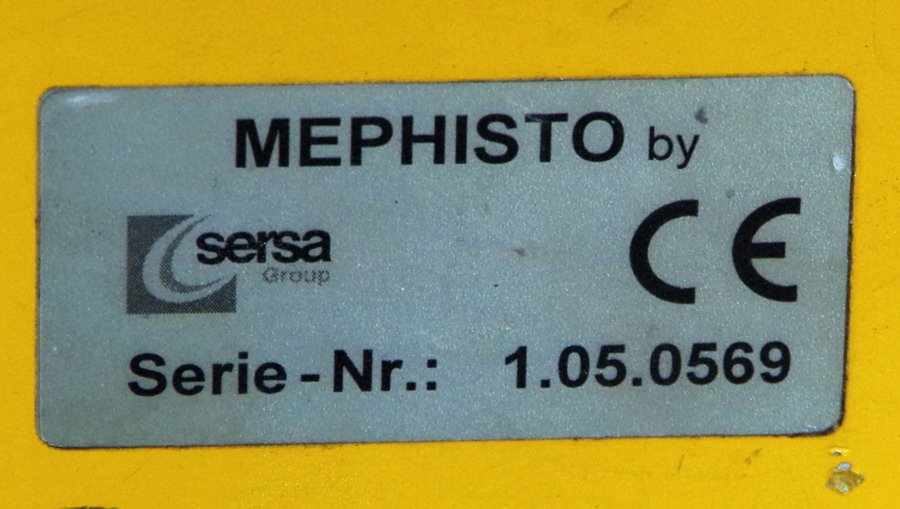 MEPHISTO by
sersa
Group
CE
Serie-Nr.: 1.05.0569